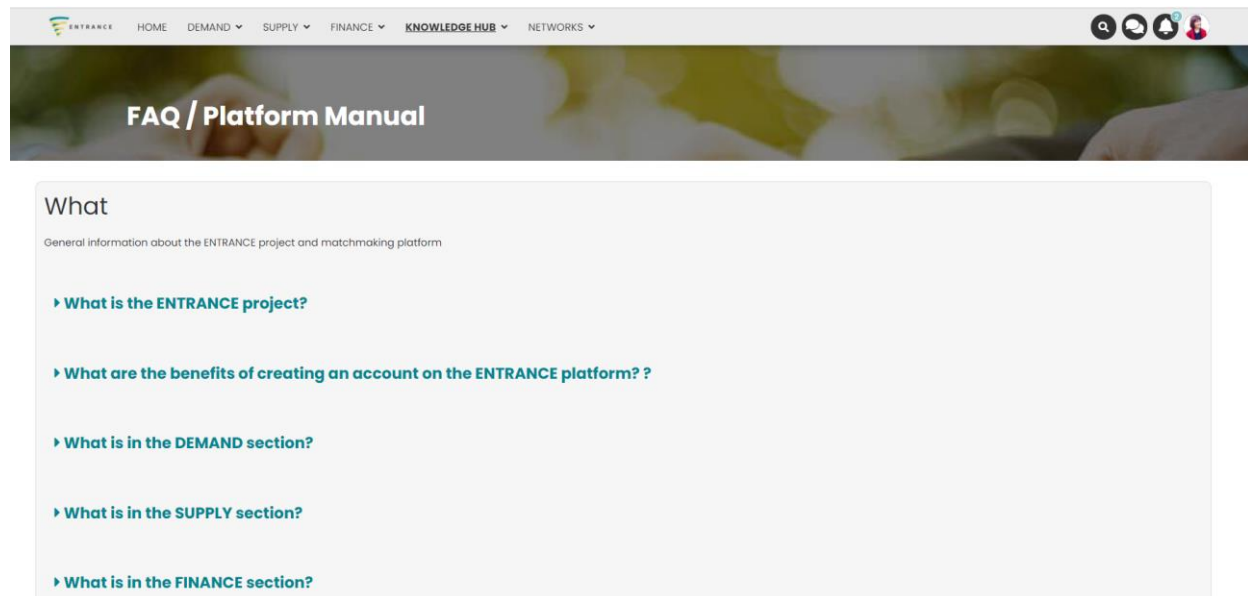 ENTRANCE HOME DEMAND SUPPLY FINANCE KNOWLEDGE HUB NETWORKS
FAQ / Platform Manual
What
General information about the ENTRANCE project and matchmaking platform
What is the ENTRANCE project?
What are the benefits of creating an account on the ENTRANCE platform? ?
What is in the DEMAND section?
What is in the SUPPLY section?
What is in the FINANCE section?